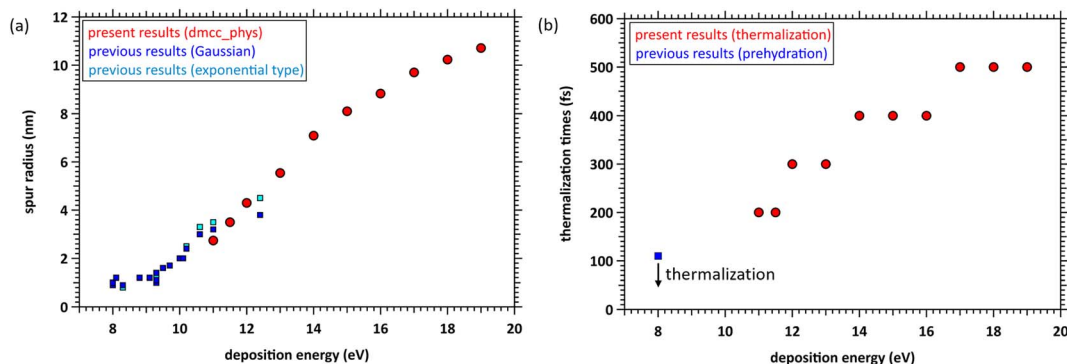 (a)
present results (dmcc_phys)
previous results (Gaussian)
previous results (exponential type)
spur radius (nm)
12
10
8
6
4
2
0
8 10 12 14 16 18 20
deposition energy (eV)
(b)
present results (thermalization)
previous results (prehydration)
thermalization times (fs)
600
500
400
300
200
100
0
thermalization
8 10 12 14 16 18 20
deposition energy (eV)